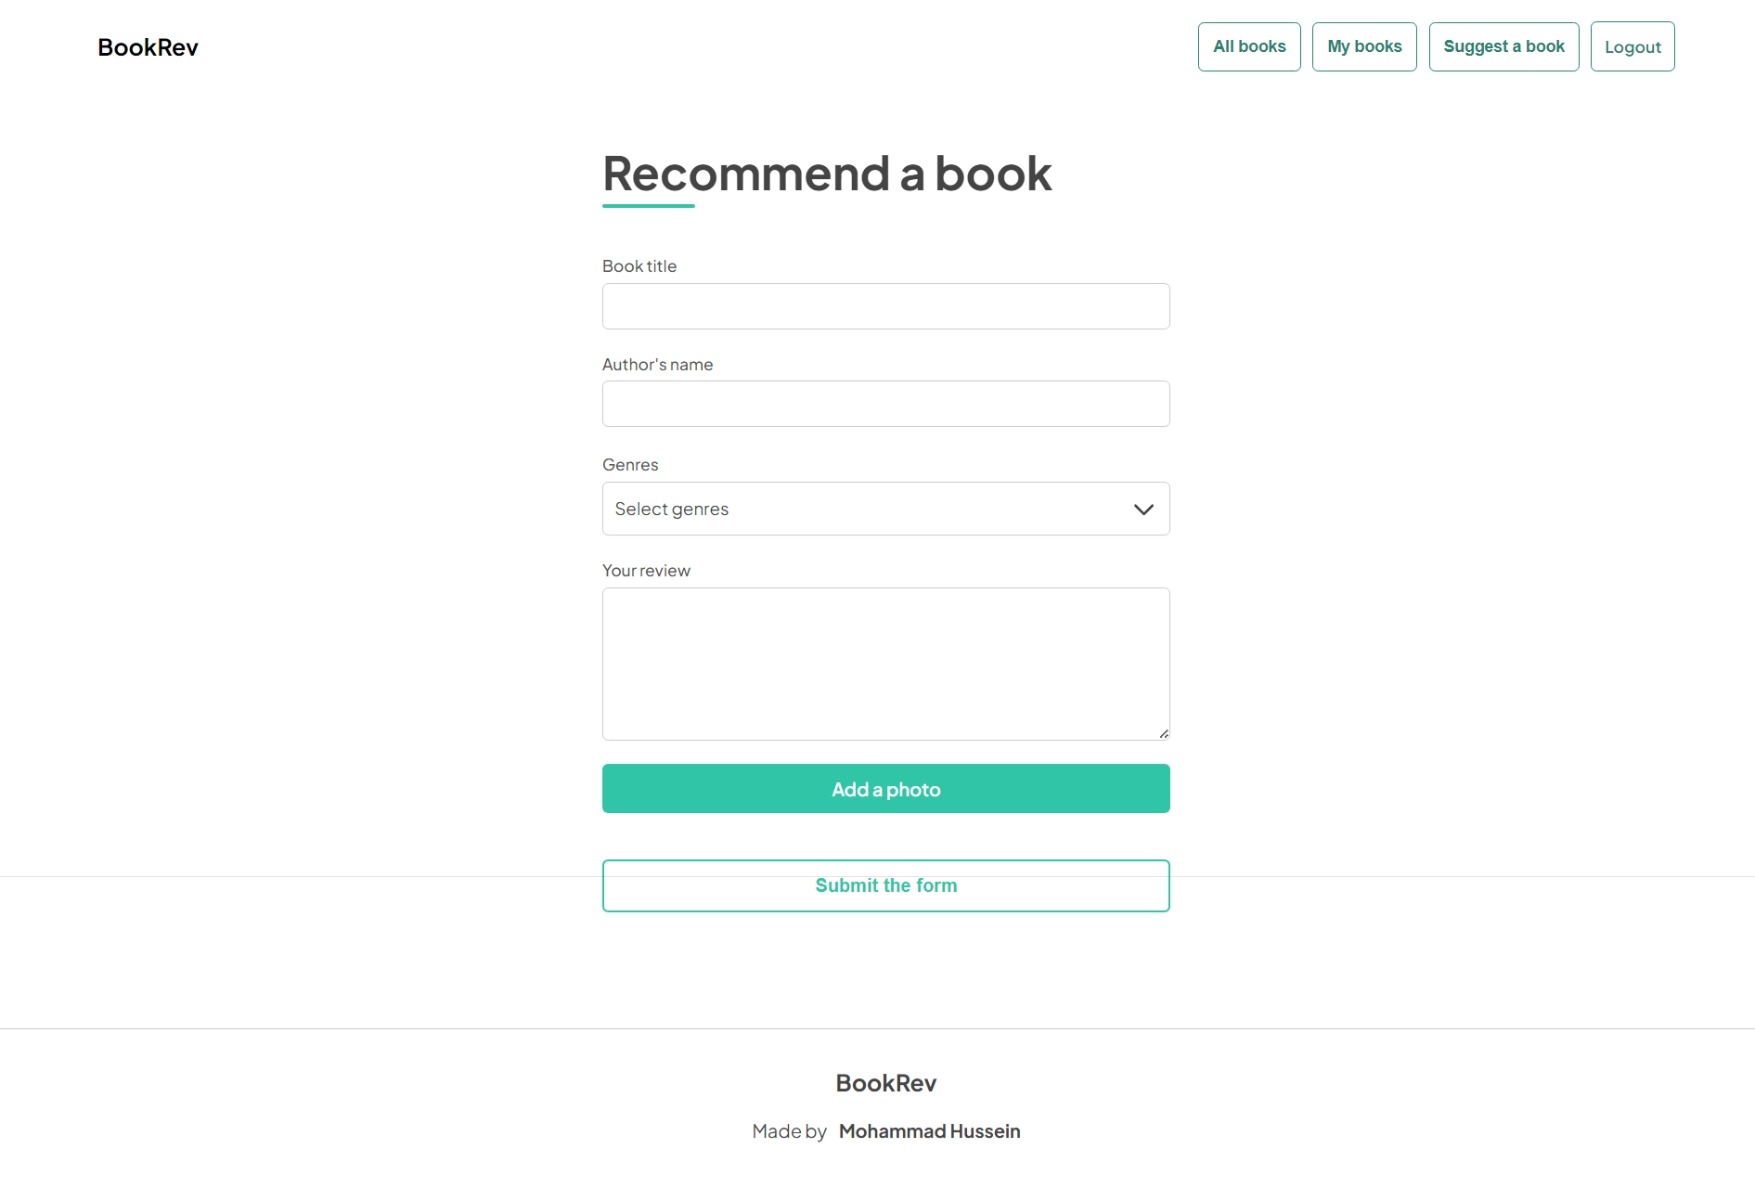 BookRev
All books
My books
Suggest a book
Logout
Recommend a book
Book title
Author's name
Genres
Select genres
Your review
Add a photo
Submit the form
BookRev
Made by Mohammad Hussein